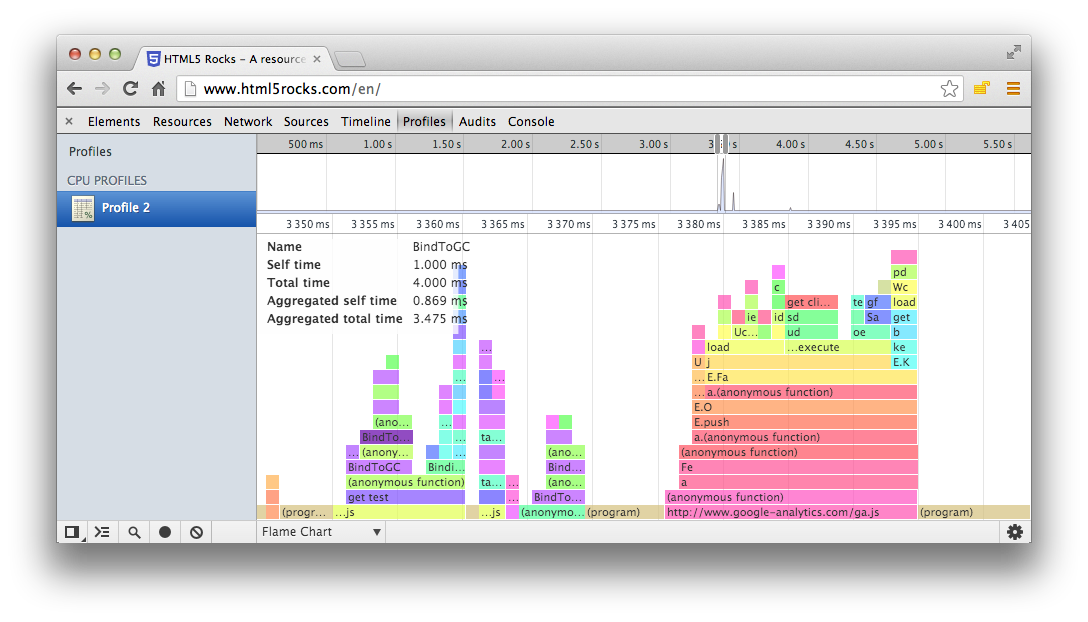 HTML5 Rocks – A resource
www.html5rocks.com/en/
Elements Resources Network Sources Timeline Profiles Audits Console
Profiles
CPU PROFILES
Profile 2
500 ms 1.00 s 1.50 s 2.00 s 2.50 s 3.00 s 4.00 s 4.50 s 5.00 s 5.50 s
3 350 ms 3 355 ms 3 360 ms 3 365 ms 3 370 ms 3 375 ms 3 380 ms 3 385 ms 3 390 ms 3 395 ms 3 400 ms 3 405
Name BindToGC
Self time 1.000 ms
Total time 4.000 ms
Aggregated self time 0.869 ms
Aggregated total time 3.475 ms
pd
c Wc
get cli... te gf load
ie id sd Sa get
Uc... ud oe b
... load ...execute ke
U j E.K
... ... ... E.Fa
... a.(anonymous function)
E.O
(ano... ... E.push
BindTo... ... ta... a.(anonymous function)
... (anony... ... (ano... (anonymous function)
BindToGC Bindi... Bind... Fe
(anonymous function) ta... ... (ano... a
get test ... BindTo... (anonymous function)
(progr... ...js ...js (anonymo... (program) http://www.google-analytics.com/ga.js (program)
Flame Chart